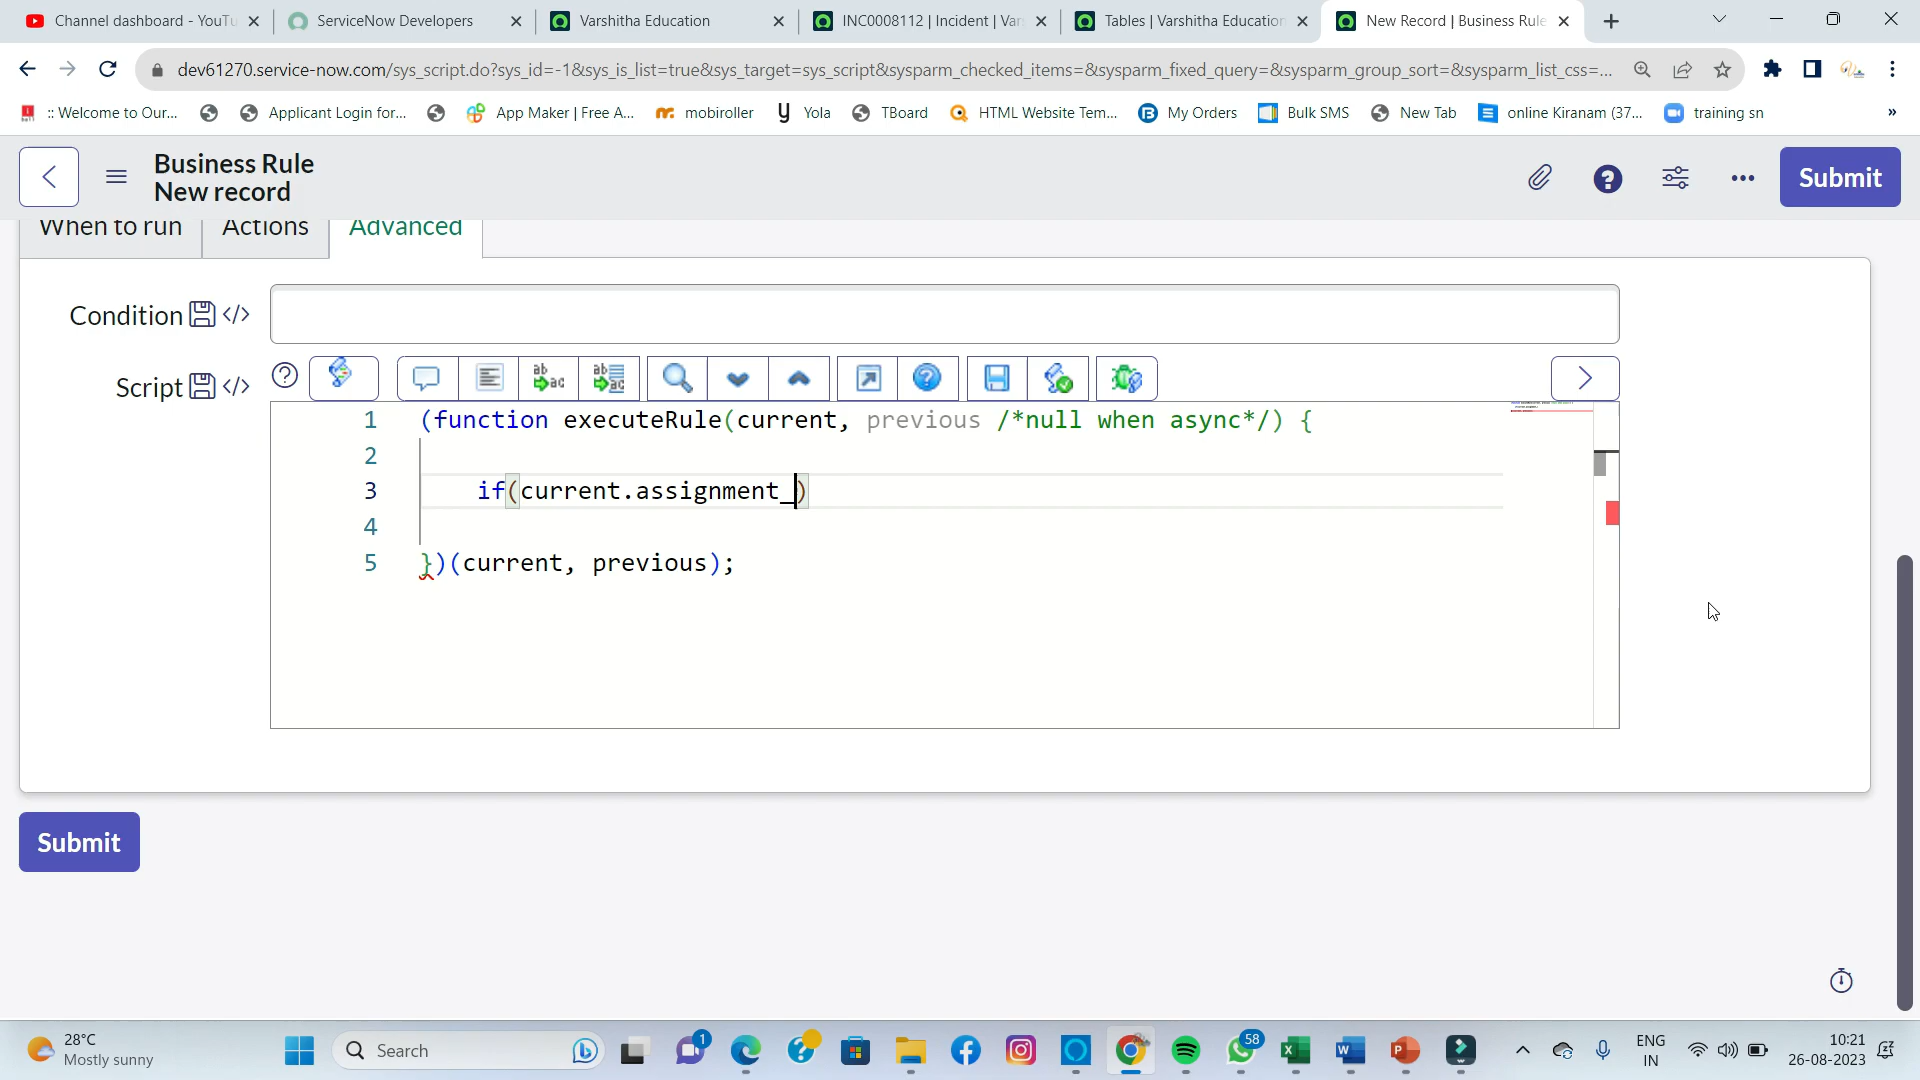 Channel dashboard - YouTu
ServiceNow Developers
Varshitha Education
INC0008112 | Incident | Vars
Tables | Varshitha Education
New Record | Business Rule
dev61270.service-now.com/sys_script.do?sys_id=-1&sys_is_list=true&sys_target=sys_script&sysparm_checked_items=&sysparm_fixed_query=&sysparm_group_sort=&sysparm_list_css=...
:: Welcome to Our...
Applicant Login for...
App Maker | Free A...
mobiroller
Yola
TBoard
HTML Website Tem...
My Orders
Bulk SMS
New Tab
online Kiranam (37...
training sn
»
Business Rule
New record
Submit
When to run
Actions
Advanced
Condition
Script
1 (function executeRule(current, previous /*null when async*/) {
2
3 if(current.assignment_)
4
5 })(current, previous);
Submit
28°C
Mostly sunny
Search
1
58
ENG
IN
10:21
26-08-2023